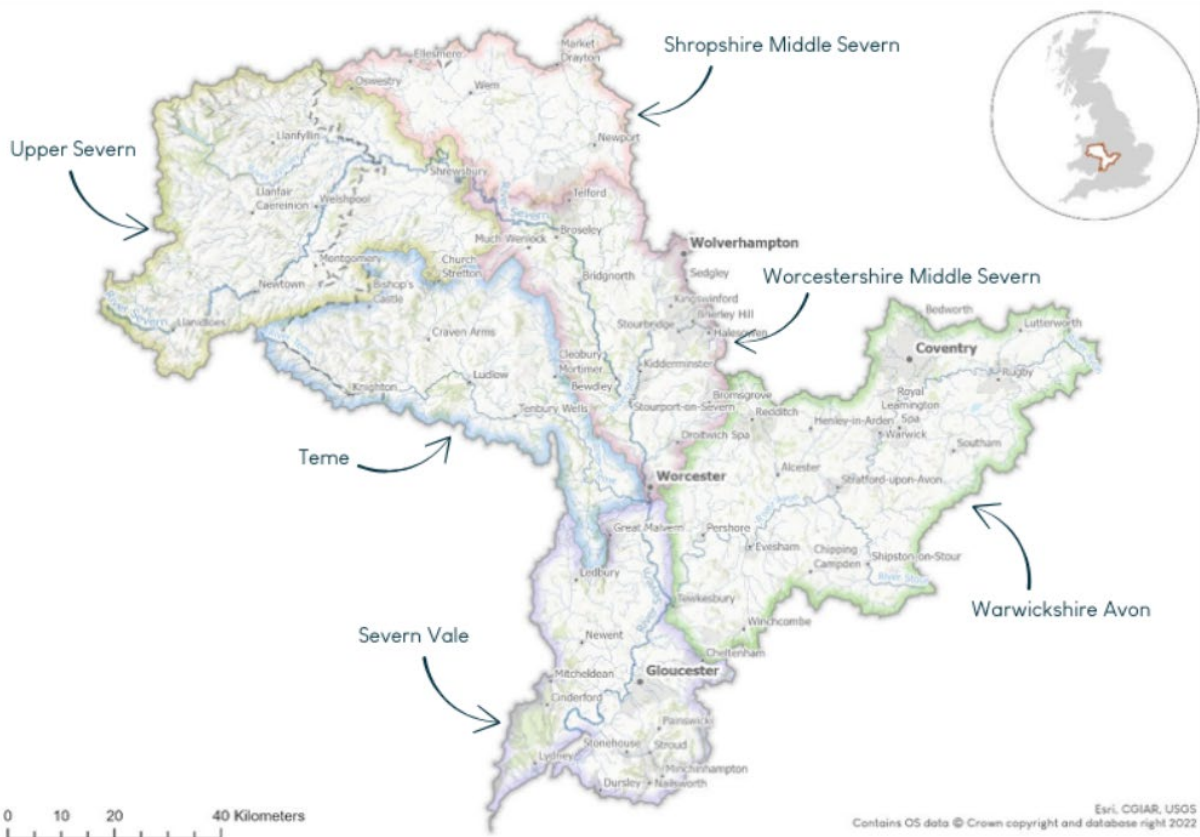 Market
Drayton
Shropshire Middle Severn
Ellesmere
Oswestry
Wem
Upper Severn
Llanfyllin
Newport
Shrewsbury
Telford
Llanfair
Caereinion
Welshpool
River
Severn
Broseley
Much Wenlock
Wolverhampton
Montgomery
Church
Stretton
Sedgley
Worcestershire Middle Severn
Newtown
Bishop's
Castle
Bridgnorth
Kingswinford
Brierley Hill
Severn
Llanidloes
Stourbridge
Halesowen
Bedworth
Lutterworth
Craven Arms
Coventry
Cleobury
Mortimer
Kidderminster
Rugby
Knighton
Ludlow
Bewdley
Bromsgrove
Royal
Leamington
Spa
Tenbury Wells
Stourport-on-Severn
Redditch
Henley-in-Arden
Warwick
Droitwich Spa
Southam
Teme
Worcester
Alcester
Stratford-upon-Avon
Great Malvern
Pershore
Evesham
Chipping
Campden
Shipston-on-Stour
Ledbury
River Stour
Tewkesbury
Warwickshire Avon
Winchcombe
Severn Vale
Newent
Cheltenham
Mitcheldean
Gloucester
Cinderford
Painswick
Stonehouse
Stroud
Lydney
Minchinhampton
Dursley
Nailsworth
0 10 20 40 Kilometers
Esri, CGIAR, USGS
Contains OS data © Crown copyright and database right 2022